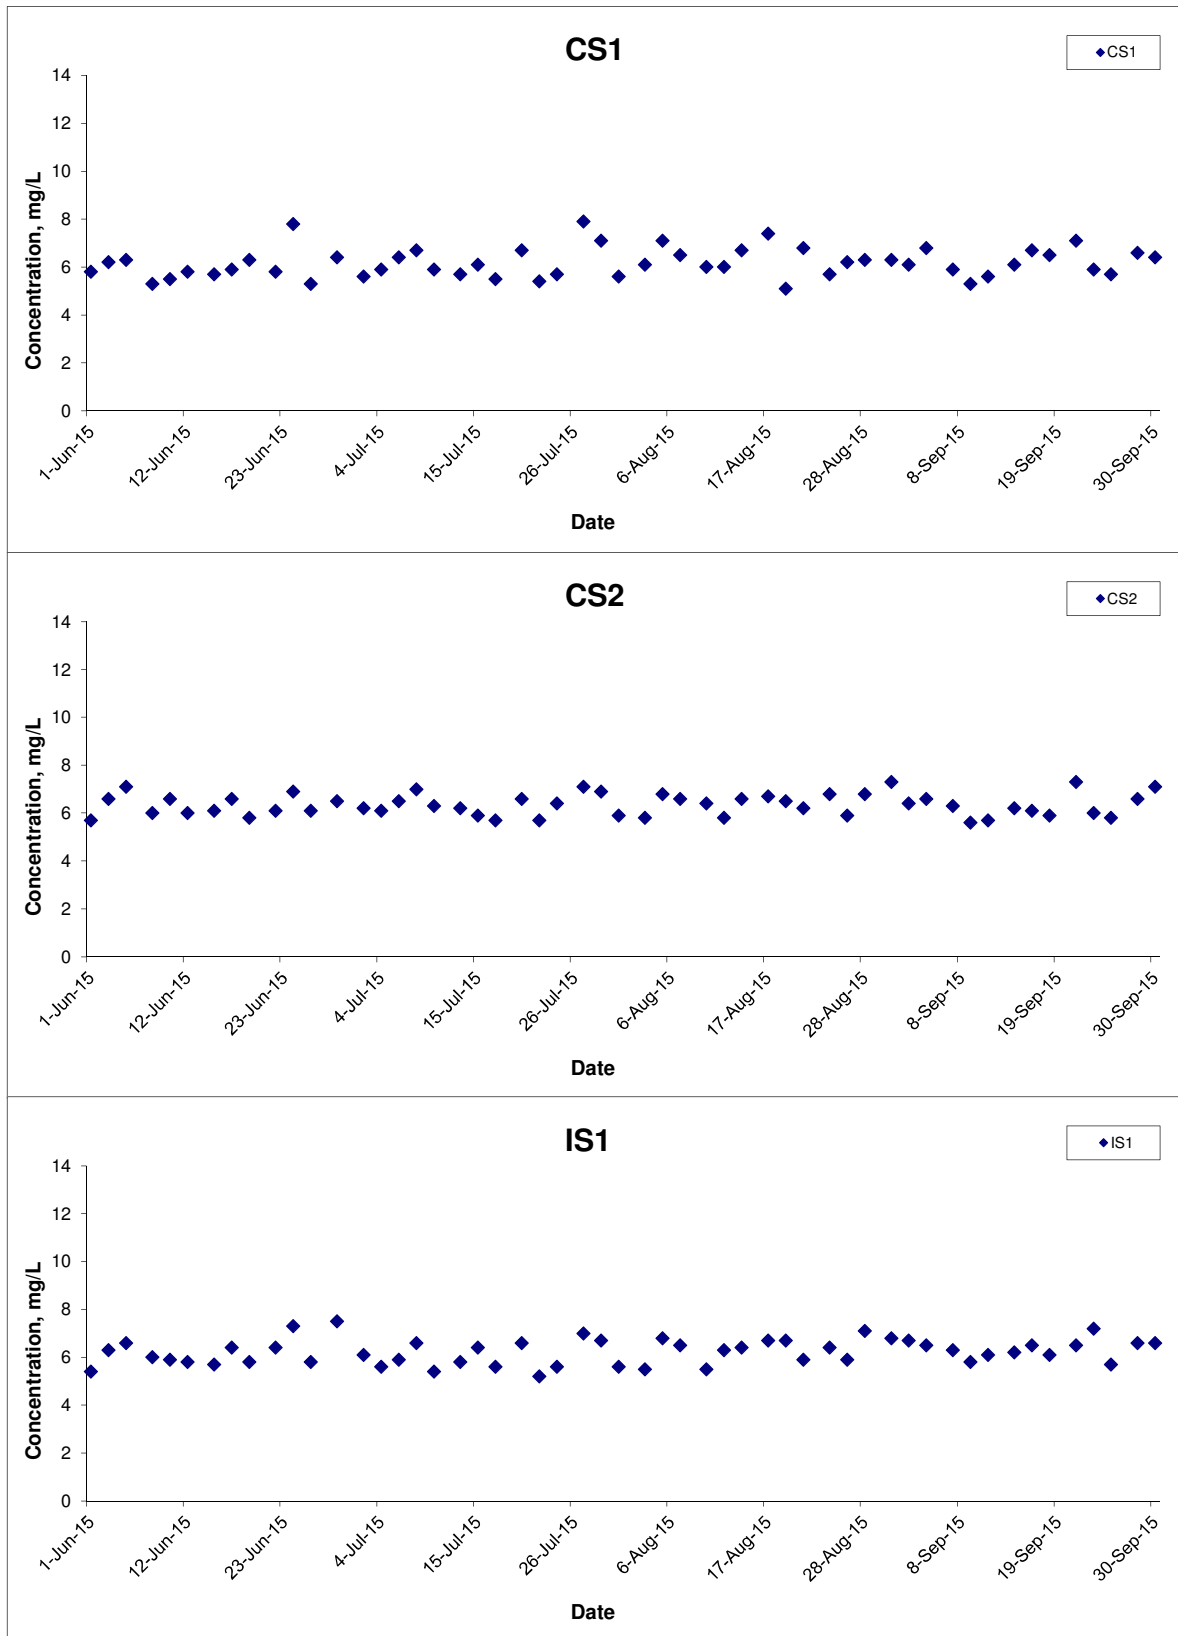 CS1
CS1
14
12
10
8
6
4
2
0
Concentration, mg/L
1-Jun-15
12-Jun-15
23-Jun-15
4-Jul-15
15-Jul-15
26-Jul-15
6-Aug-15
17-Aug-15
28-Aug-15
8-Sep-15
19-Sep-15
30-Sep-15
Date
CS2
CS2
14
12
10
8
6
4
2
0
Concentration, mg/L
1-Jun-15
12-Jun-15
23-Jun-15
4-Jul-15
15-Jul-15
26-Jul-15
6-Aug-15
17-Aug-15
28-Aug-15
8-Sep-15
19-Sep-15
30-Sep-15
Date
IS1
IS1
14
12
10
8
6
4
2
0
Concentration, mg/L
1-Jun-15
12-Jun-15
23-Jun-15
4-Jul-15
15-Jul-15
26-Jul-15
6-Aug-15
17-Aug-15
28-Aug-15
8-Sep-15
19-Sep-15
30-Sep-15
Date